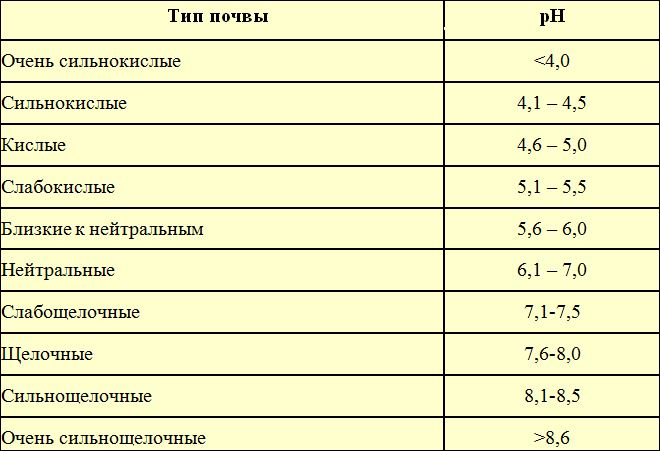 Тип почвы pH
Очень сильнокислые <4,0
Сильнокислые 4,1 – 4,5
Кислые 4,6 – 5,0
Слабокислые 5,1 – 5,5
Близкие к нейтральным 5,6 – 6,0
Нейтральные 6,1 – 7,0
Слабощелочные 7,1-7,5
Щелочные 7,6-8,0
Сильнощелочные 8,1-8,5
Очень сильнощелочные >8,6